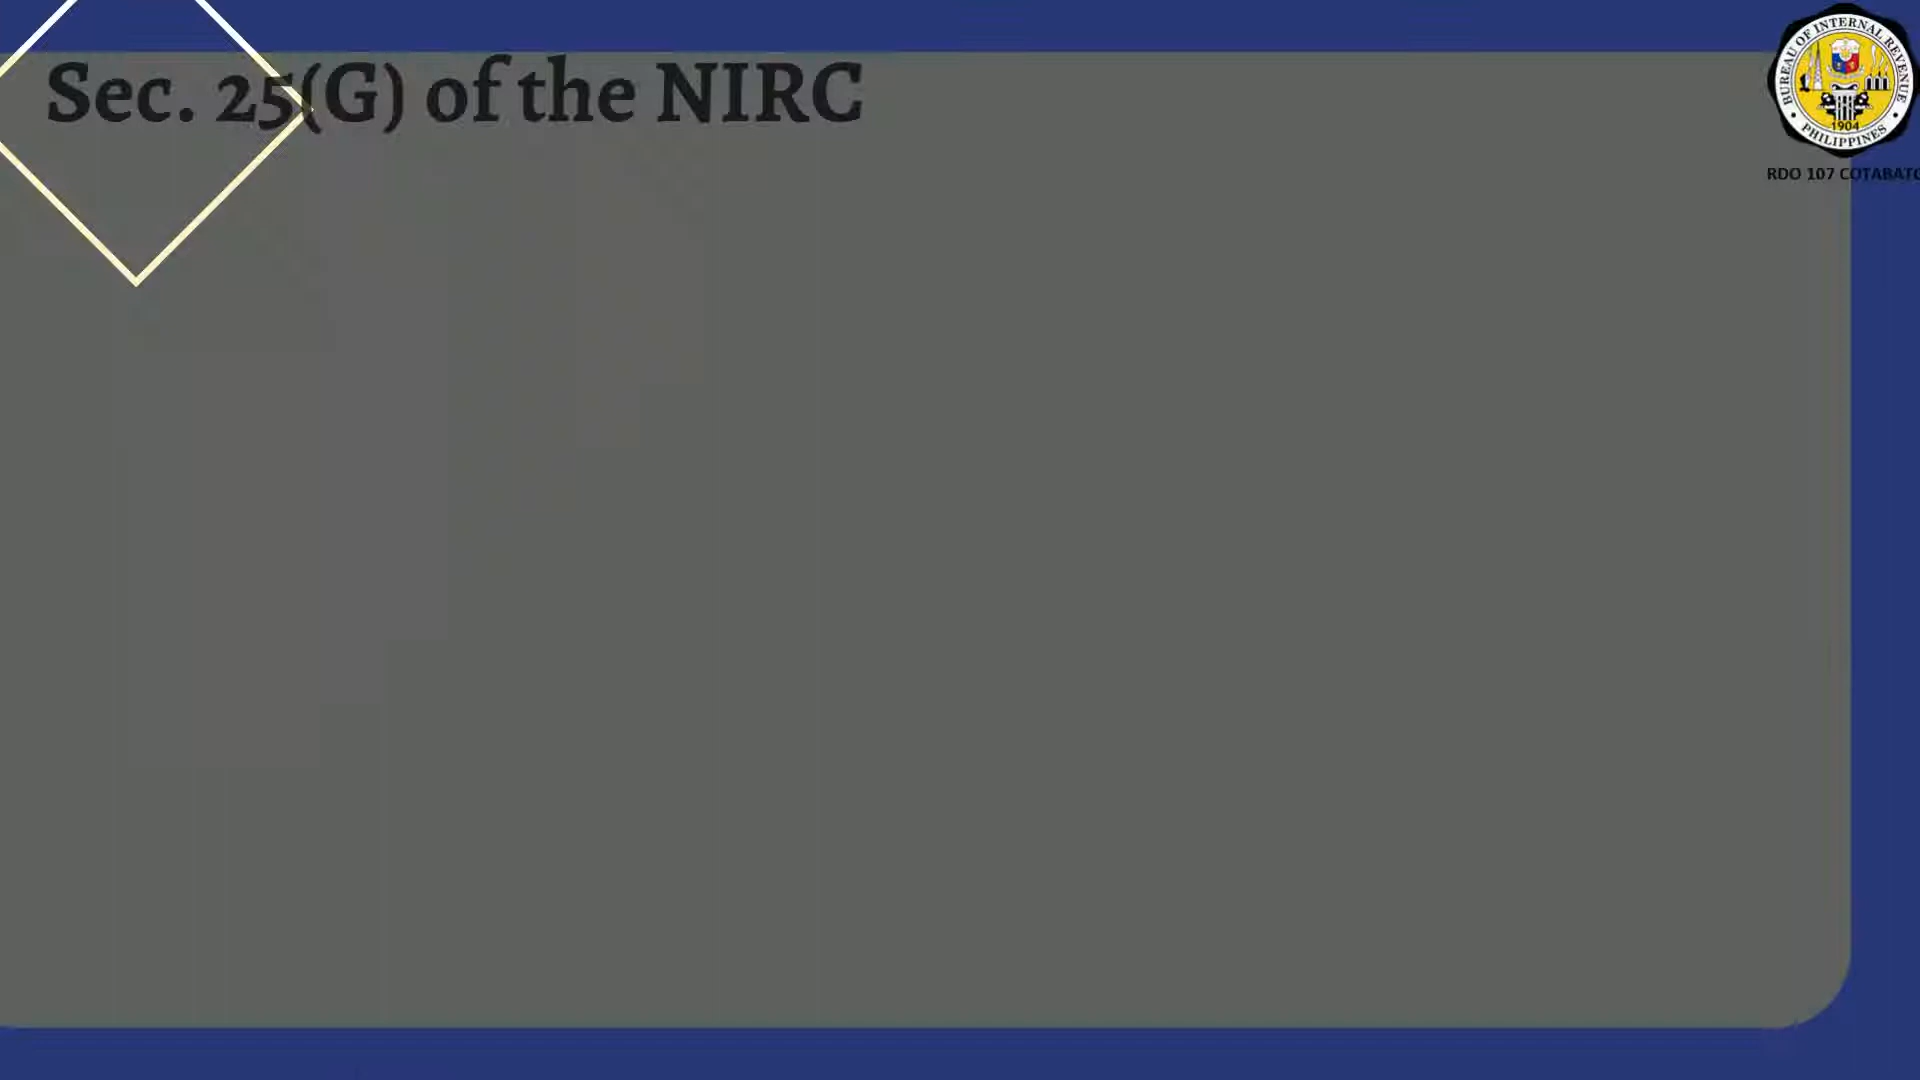 Sec. 25(G) of the NIRC
BUREAU OF INTERNAL REVENUE
1904
PHILIPPINES
RDO 107 COTABATO